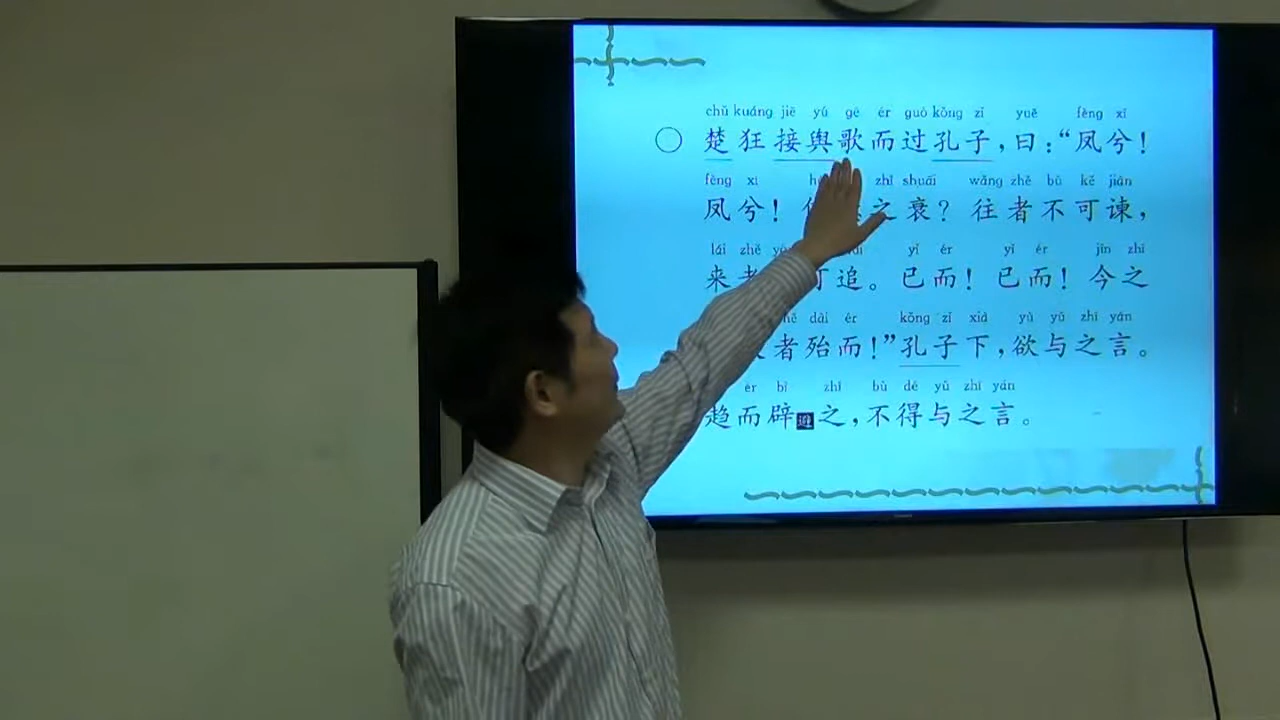 chǔ kuáng jiē yú gē ér guò kǒng zǐ yuē fèng xī
○ 楚狂接舆歌而过孔子,曰:“凤兮!
fèng xī zhī shuāi wǎng zhě bù kě jiàn
凤兮! 之衰?往者不可谏,
lái zhě yǐ ér yǐ ér jīn zhī
来者 可追。已而!已而!今之
dài ér kǒng zǐ xià yù yǔ zhī yán
者殆而!”孔子下,欲与之言。
ér bì zhī bù dé yǔ zhī yán
趋而辟避之,不得与之言。